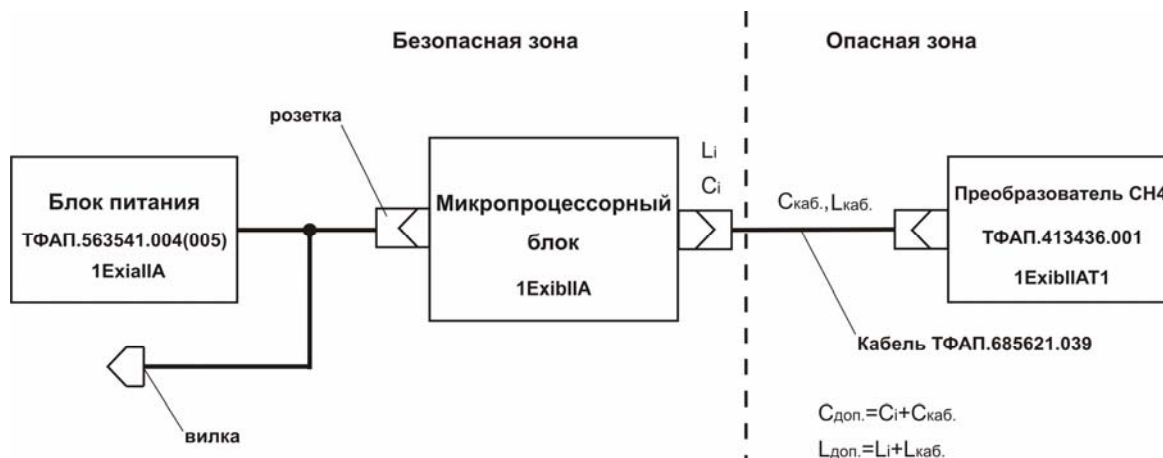 Безопасная зона
Опасная зона
розетка
Блок питания
ТФАП.563541.004(005)
1ExiaIIA
Микропроцессорный
блок
1ExibIIA
Li
Ci
Cкаб.,Lкаб.
Преобразователь CH4
ТФАП.413436.001
1ExibIIAT1
Кабель ТФАП.685621.039
вилка
Cдоп.=Ci+Cкаб.
Lдоп.=Li+Lкаб.